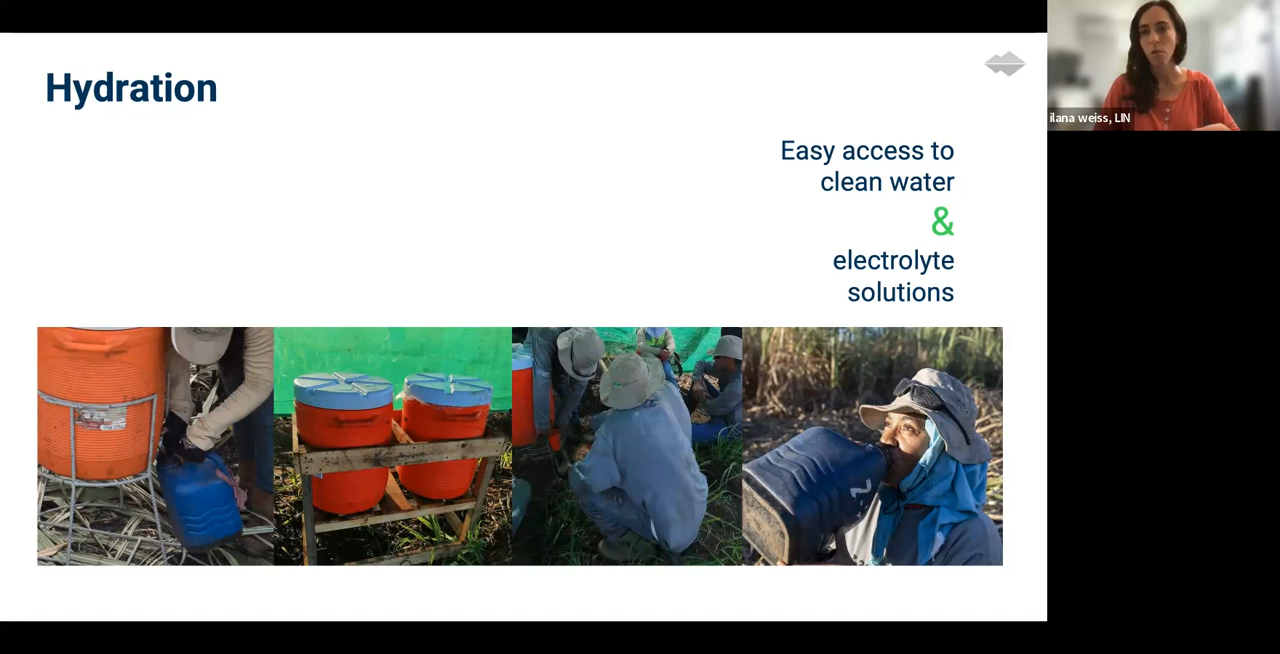 Hydration
Easy access to
clean water
&
electrolyte
solutions
ilana weiss, LIN